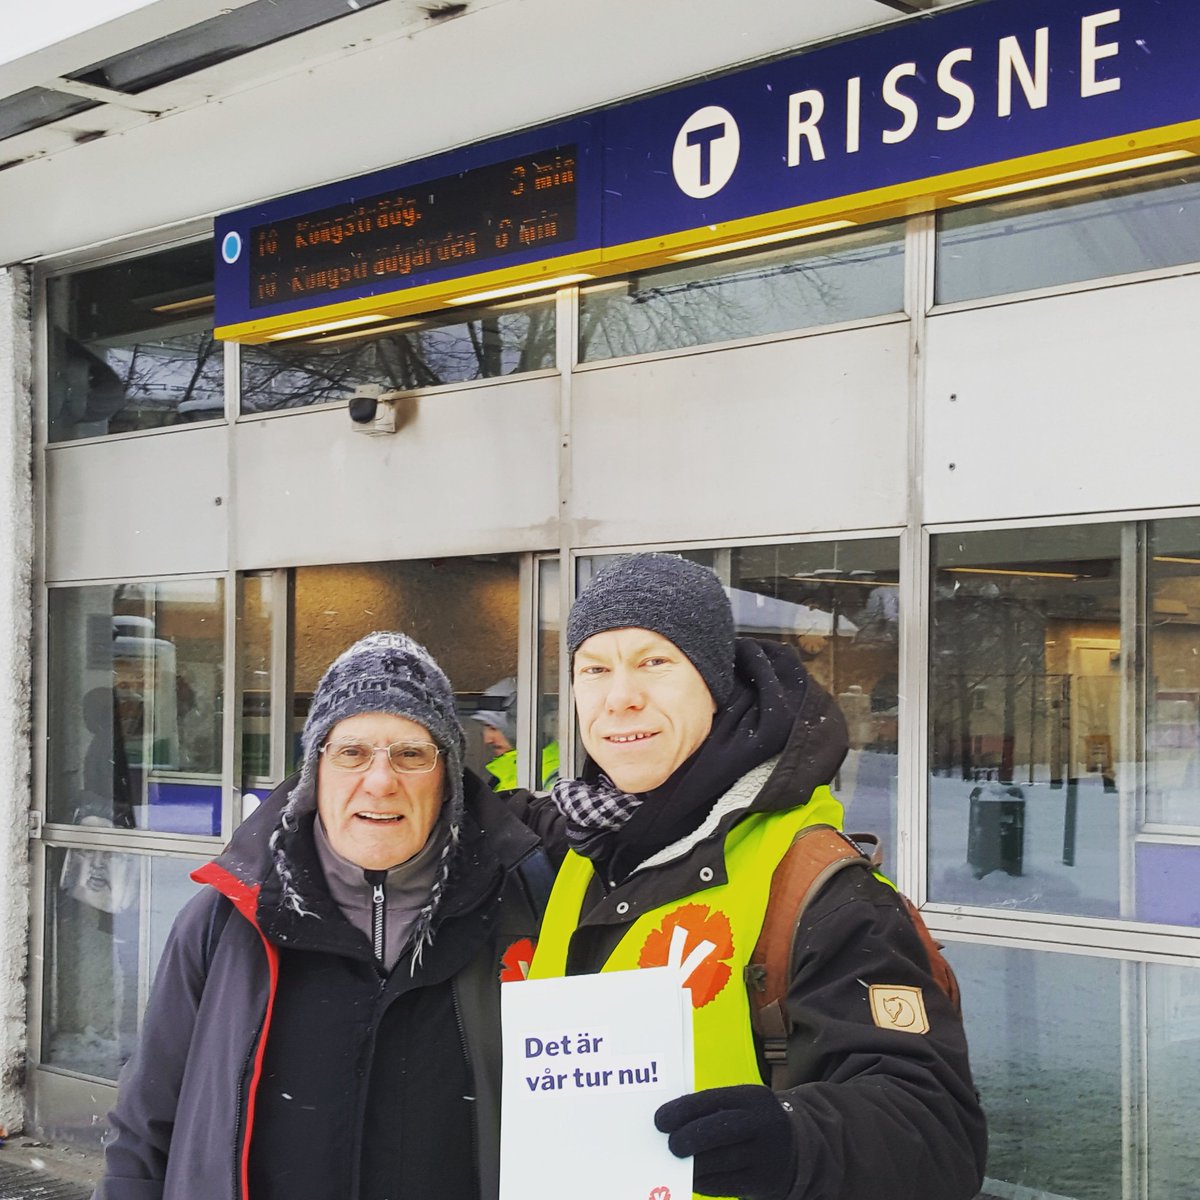 T RISSNE
10 Kungsträdg. 3 min
10 Kungsträdgården 8 min
V
Det är
vår tur nu!
V